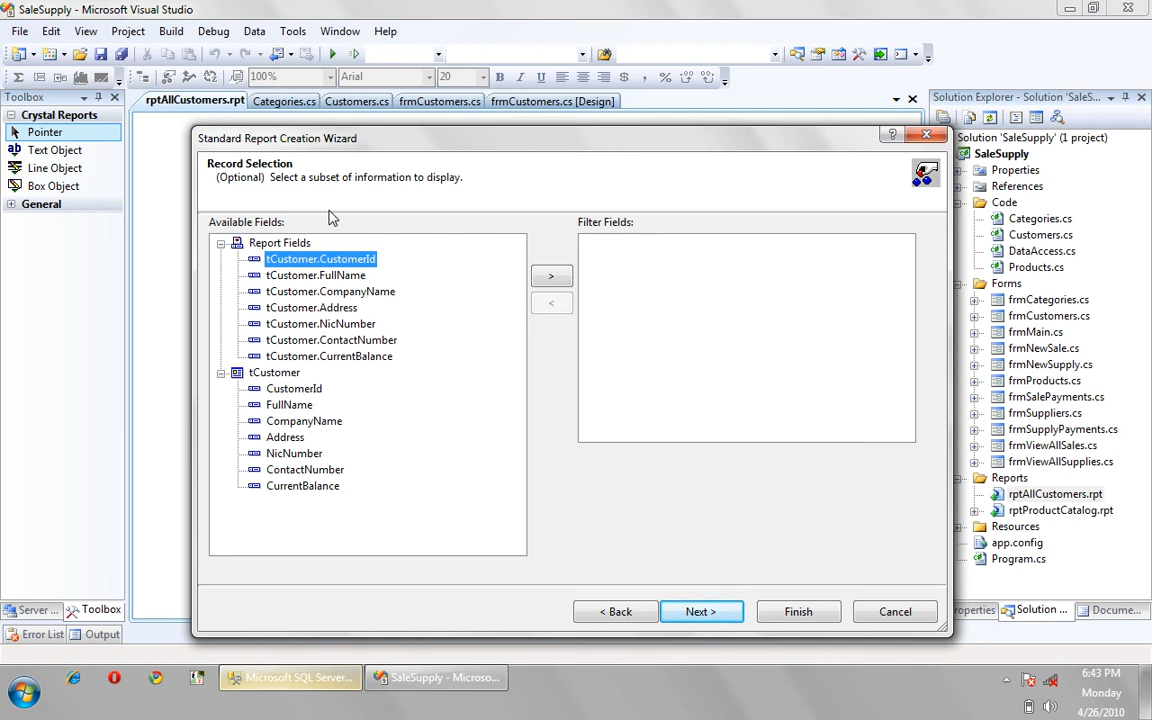 SaleSupply - Microsoft Visual Studio
File Edit View Project Build Debug Data Tools Window Help
100% Arial 20 B I U $ , %
Toolbox
Crystal Reports
Pointer
Text Object
Line Object
Box Object
General
Server ... Toolbox
Error List Output
rptAllCustomers.rpt Categories.cs Customers.cs frmCustomers.cs frmCustomers.cs [Design]
Standard Report Creation Wizard
Record Selection
(Optional) Select a subset of information to display.
Available Fields:
Report Fields
tCustomer.CustomerId
tCustomer.FullName
tCustomer.CompanyName
tCustomer.Address
tCustomer.NicNumber
tCustomer.ContactNumber
tCustomer.CurrentBalance
tCustomer
CustomerId
FullName
CompanyName
Address
NicNumber
ContactNumber
CurrentBalance
>
<
Filter Fields:
< Back Next > Finish Cancel
Solution Explorer - Solution 'SaleS...
Solution 'SaleSupply' (1 project)
SaleSupply
Properties
References
Code
Categories.cs
Customers.cs
DataAccess.cs
Products.cs
Forms
frmCategories.cs
frmCustomers.cs
frmMain.cs
frmNewSale.cs
frmNewSupply.cs
frmProducts.cs
frmSalePayments.cs
frmSuppliers.cs
frmSupplyPayments.cs
frmViewAllSales.cs
frmViewAllSupplies.cs
Reports
rptAllCustomers.rpt
rptProductCatalog.rpt
Resources
app.config
Program.cs
roperties Solution ... Docume...
Microsoft SQL Server... SaleSupply - Microso...
6:43 PM
Monday
4/26/2010